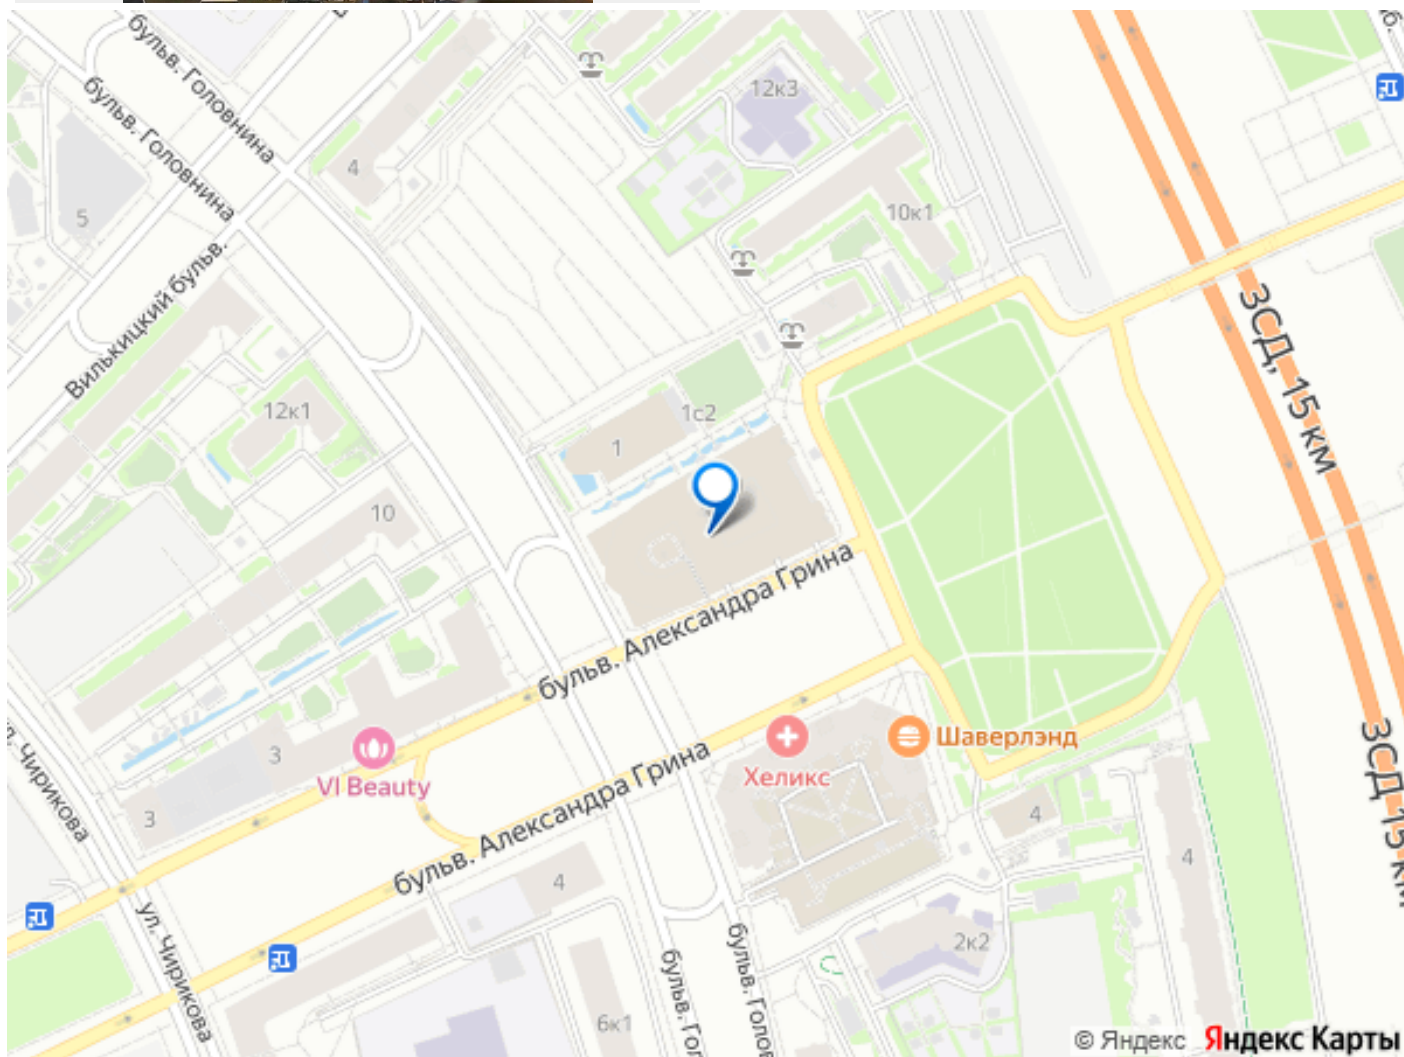 бульв. Головнина
бульв. Головнина
12к3
4
5
10к1
Вилькицкий бульв.
ЗСД, 15 км
12к1
1с2
1
10
бульв. Александра Грина
Шаверлэнд
Хеликс
3
VI Beauty
3
Чирикова
бульв. Александра Грина
4
4
4
ЗСД, 15 км
ул. Чирикова
2к2
6к1
бульв. Гол
бульв. Голов
© Яндекс Яндекс Карты